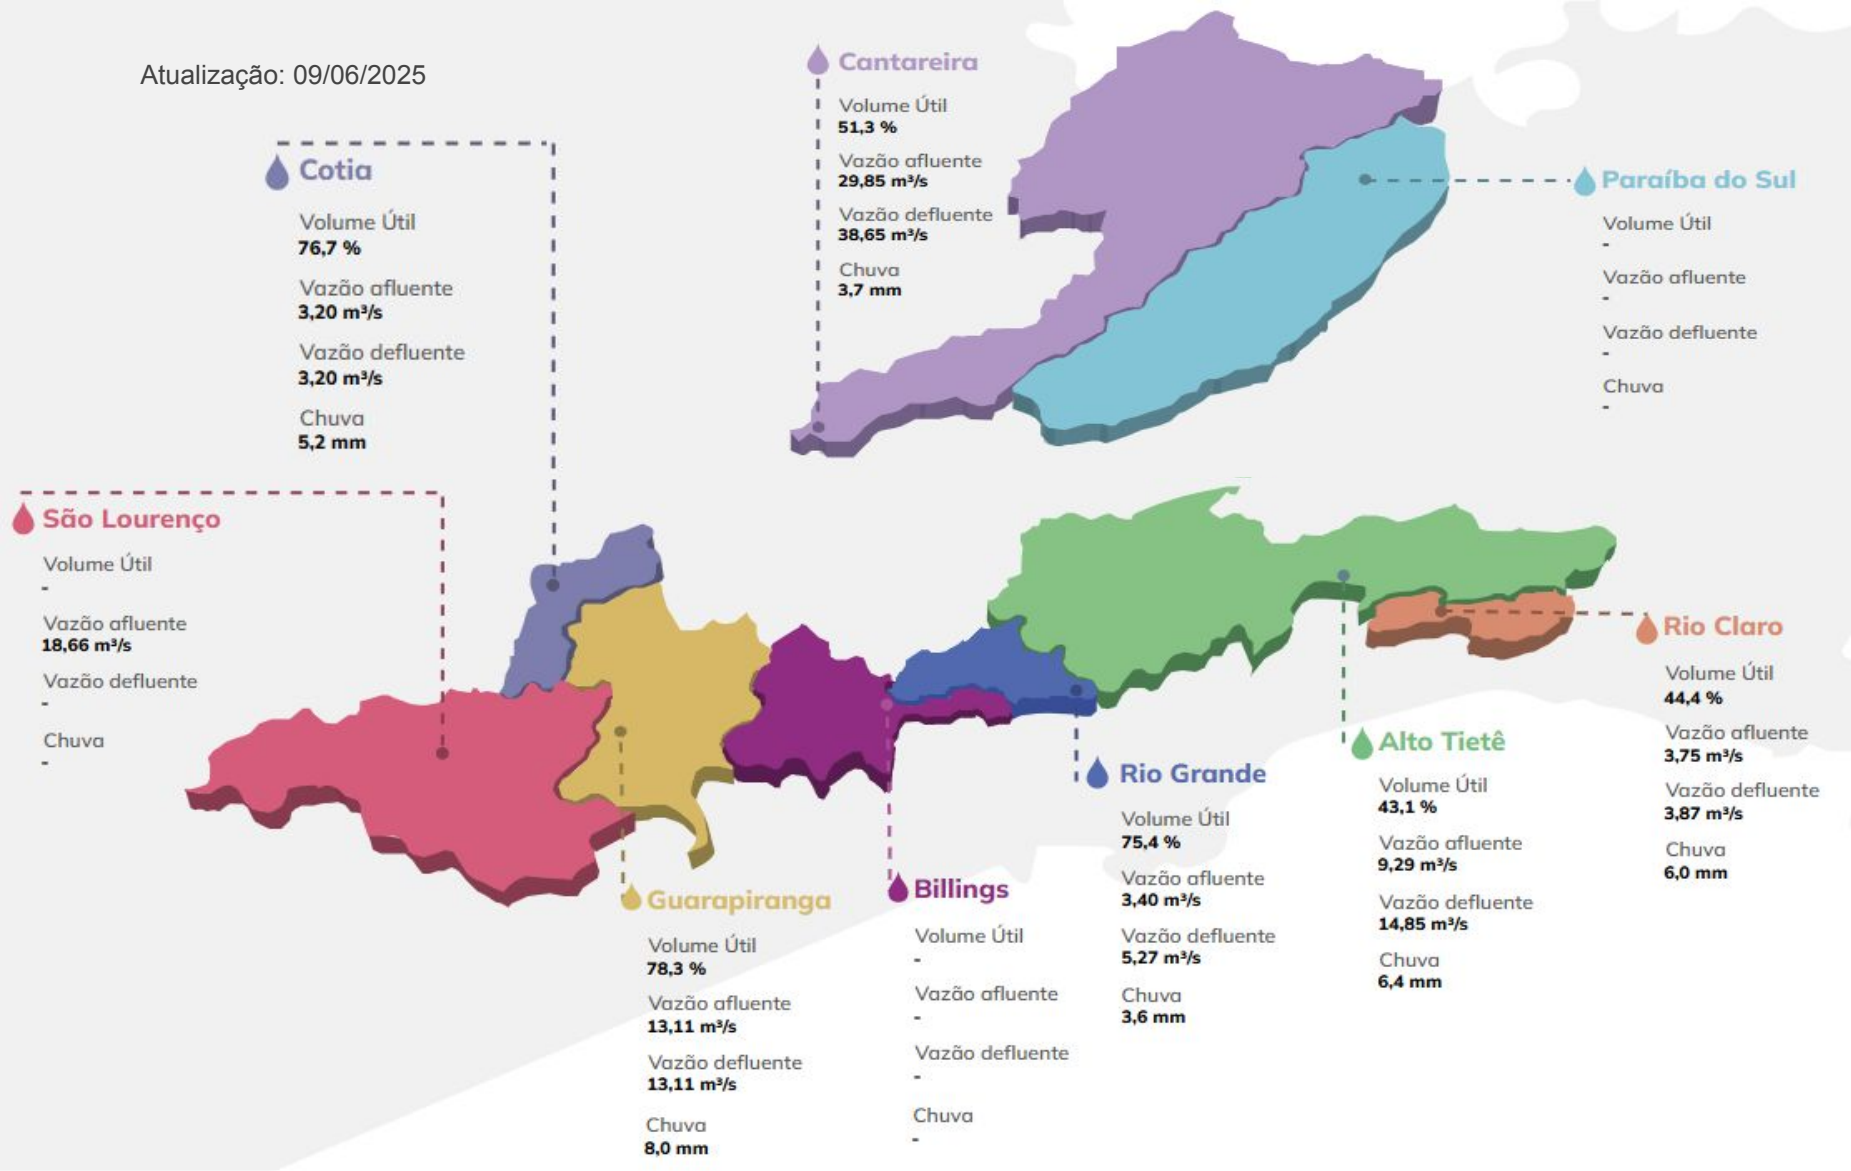 Atualização: 09/06/2025
Cantareira
Volume Útil
51,3 %
Vazão afluente
29,85 m³/s
Vazão defluente
38,65 m³/s
Chuva
3,7 mm
Cotia
Volume Útil
76,7 %
Vazão afluente
3,20 m³/s
Vazão defluente
3,20 m³/s
Chuva
5,2 mm
Paraíba do Sul
Volume Útil
-
Vazão afluente
-
Vazão defluente
-
Chuva
-
São Lourenço
Volume Útil
-
Vazão afluente
18,66 m³/s
Vazão defluente
-
Chuva
-
Guarapiranga
Volume Útil
78,3 %
Vazão afluente
13,11 m³/s
Vazão defluente
13,11 m³/s
Chuva
8,0 mm
Billings
Volume Útil
-
Vazão afluente
-
Vazão defluente
-
Chuva
-
Rio Grande
Volume Útil
75,4 %
Vazão afluente
3,40 m³/s
Vazão defluente
5,27 m³/s
Chuva
3,6 mm
Alto Tietê
Volume Útil
43,1 %
Vazão afluente
9,29 m³/s
Vazão defluente
14,85 m³/s
Chuva
6,4 mm
Rio Claro
Volume Útil
44,4 %
Vazão afluente
3,75 m³/s
Vazão defluente
3,87 m³/s
Chuva
6,0 mm